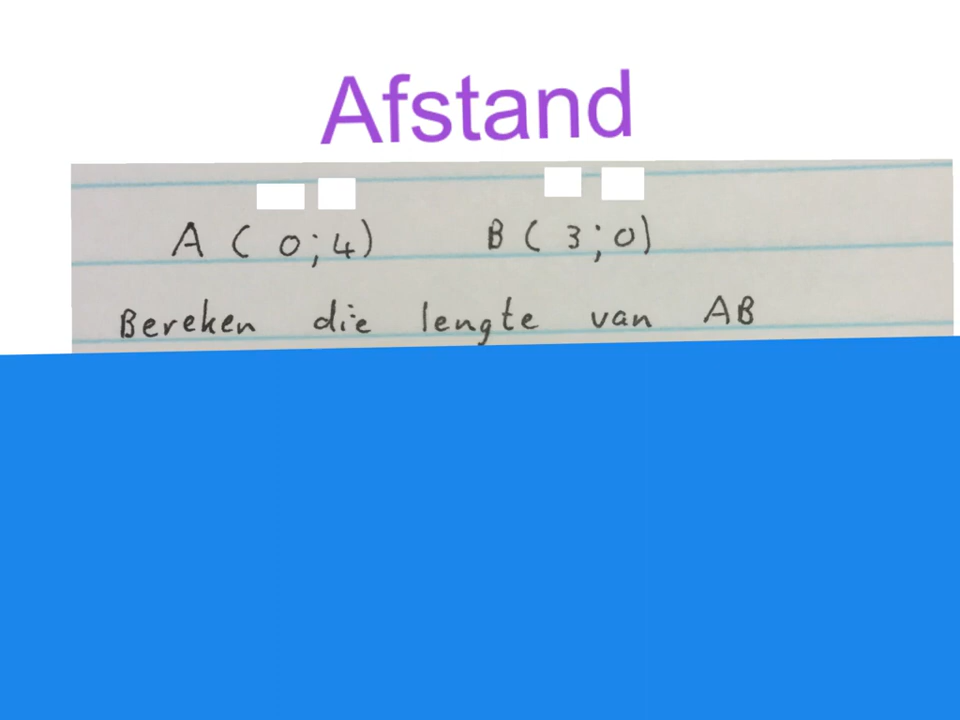 Afstand
A ( 0 ; 4 ) B ( 3 ; 0 )
Bereken die lengte van AB